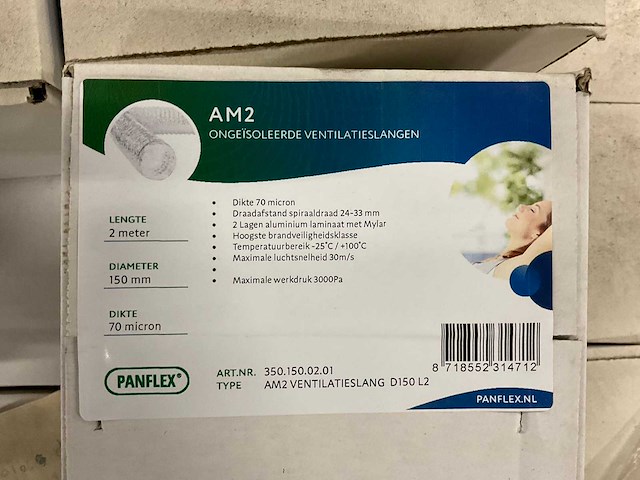 AM2
ONGEÏSOLEERDE VENTILATIESLANGEN
• Dikte 70 micron
• Draadafstand spiraaldraad 24-33 mm
• 2 Lagen aluminium laminaat met Mylar
• Hoogste brandveiligheidsklasse
• Temperatuurbereik -25°C / +100°C
• Maximale luchtsnelheid 30m/s
•
• Maximale werkdruk 3000Pa
LENGTE
2 meter
DIAMETER
150 mm
DIKTE
70 micron
PANFLEX®
ART.NR. 350.150.02.01
TYPE AM2 VENTILATIESLANG D150 L2
8 718552 314712
PANFLEX.NL